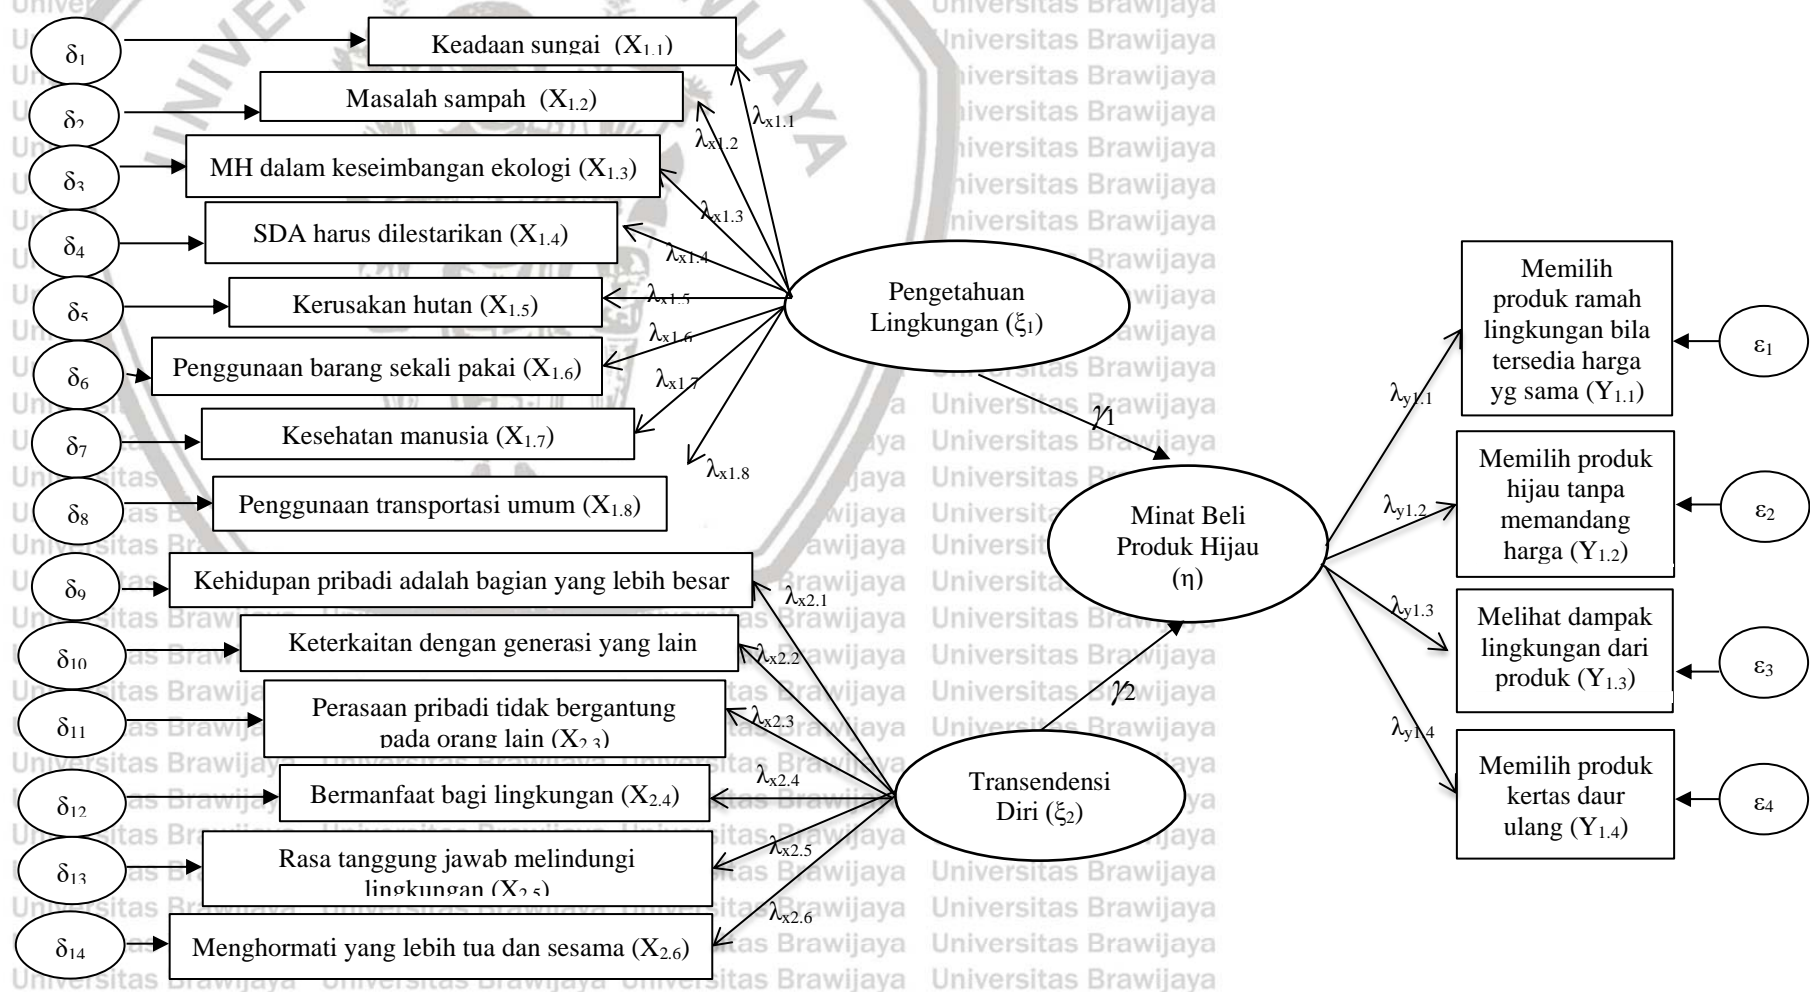 δ₁
Keadaan sungai (X₁.₁)
δ₂
Masalah sampah (X₁.₂)
δ₃
MH dalam keseimbangan ekologi (X₁.₃)
δ₄
SDA harus dilestarikan (X₁.₄)
δ₅
Kerusakan hutan (X₁.₅)
δ₆
Penggunaan barang sekali pakai (X₁.₆)
δ₇
Kesehatan manusia (X₁.₇)
δ₈
Penggunaan transportasi umum (X₁.₈)
δ₉
Kehidupan pribadi adalah bagian yang lebih besar
δ₁₀
Keterkaitan dengan generasi yang lain
δ₁₁
Perasaan pribadi tidak bergantung
pada orang lain (X₂.₃)
δ₁₂
Bermanfaat bagi lingkungan (X₂.₄)
δ₁₃
Rasa tanggung jawab melindungi
lingkungan (X₂.₅)
δ₁₄
Menghormati yang lebih tua dan sesama (X₂.₆)
λx1.1
λx1.2
λx1.3
λx1.4
λx1.5
λx1.6
λx1.7
λx1.8
λx2.1
λx2.2
λx2.3
λx2.4
λx2.5
λx2.6
Pengetahuan
Lingkungan (ξ₁)
Transendensi
Diri (ξ₂)
γ1
γ2
Minat Beli
Produk Hijau
(η)
λy1.1
λy1.2
λy1.3
λy1.4
Memilih
produk ramah
lingkungan bila
tersedia harga
yg sama (Y₁.₁)
ε₁
Memilih produk
hijau tanpa
memandang
harga (Y₁.₂)
ε₂
Melihat dampak
lingkungan dari
produk (Y₁.₃)
ε₃
Memilih produk
kertas daur
ulang (Y₁.₄)
ε₄
Universitas Brawijaya